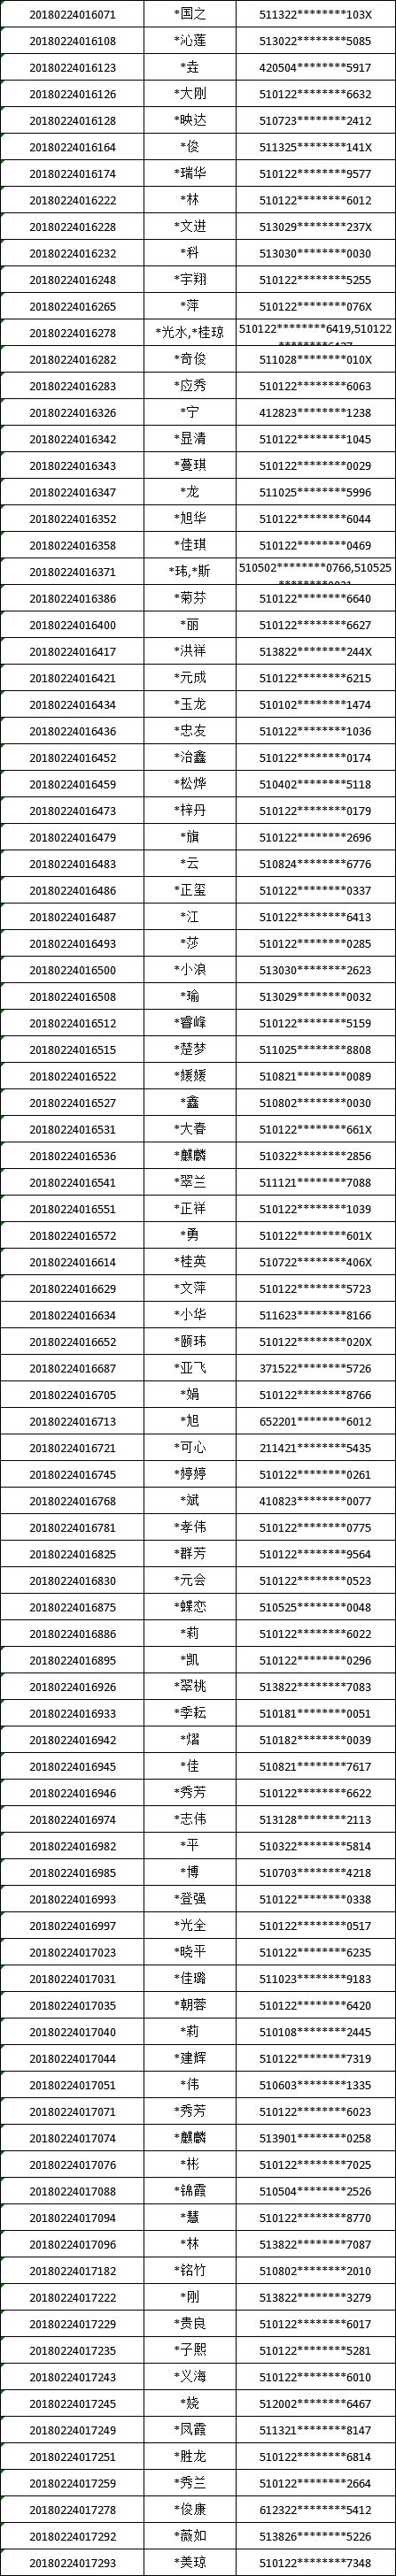 20180224016071 *国之 511322********103X
20180224016108 *沁莲 513022********5085
20180224016123 *垚 420504********5917
20180224016126 *大刚 510122********6632
20180224016128 *映达 510723********2412
20180224016164 *俊 511325********141X
20180224016174 *瑞华 510122********9577
20180224016222 *林 510122********6012
20180224016228 *文进 513029********237X
20180224016232 *科 513030********0030
20180224016248 *宇翔 510122********5255
20180224016265 *萍 510122********076X
20180224016278 *光水,*桂琼 510122********6419,510122
20180224016282 *奇俊 511028********010X
20180224016283 *应秀 510122********6063
20180224016326 *宁 412823********1238
20180224016342 *显清 510122********1045
20180224016343 *蔓琪 510122********0029
20180224016347 *龙 511025********5996
20180224016352 *旭华 510122********6044
20180224016358 *佳琪 510122********0469
20180224016371 *玮,*斯 510502********0766,510525
20180224016386 *菊芬 510122********6640
20180224016400 *丽 510122********6627
20180224016417 *洪祥 513822********244X
20180224016421 *元成 510122********6215
20180224016434 *玉龙 510102********1474
20180224016436 *忠友 510122********1036
20180224016452 *治鑫 510122********0174
20180224016459 *松烨 510402********5118
20180224016473 *梓丹 510122********0179
20180224016479 *旗 510122********2696
20180224016483 *云 510824********6776
20180224016486 *正玺 510122********0337
20180224016487 *江 510122********6413
20180224016493 *莎 510122********0285
20180224016500 *小浪 513030********2623
20180224016508 *瑜 513029********0032
20180224016512 *睿峰 510122********5159
20180224016515 *楚梦 511025********8808
20180224016522 *媛媛 510821********0089
20180224016527 *鑫 510802********0030
20180224016531 *大春 510122********661X
20180224016536 *麒麟 510322********2856
20180224016541 *翠兰 511121********7088
20180224016551 *正祥 510122********1039
20180224016572 *勇 510122********601X
20180224016614 *桂英 510722********406X
20180224016629 *文萍 510122********5723
20180224016634 *小华 511623********8166
20180224016652 *颐玮 510122********020X
20180224016687 *亚飞 371522********5726
20180224016705 *娟 510122********8766
20180224016713 *旭 652201********6012
20180224016721 *可心 211421********5435
20180224016745 *婷婷 510122********0261
20180224016768 *斌 410823********0077
20180224016781 *孝伟 510122********0775
20180224016825 *群芳 510122********9564
20180224016830 *元会 510122********0523
20180224016875 *蝶恋 510525********0048
20180224016886 *莉 510122********6022
20180224016895 *凯 510122********0296
20180224016926 *翠桃 513822********7083
20180224016933 *季耘 510181********0051
20180224016942 *熠 510182********0039
20180224016945 *佳 510821********7617
20180224016946 *秀芳 510122********6622
20180224016974 *志伟 513128********2113
20180224016982 *平 510322********5814
20180224016985 *博 510703********4218
20180224016993 *登强 510122********0338
20180224016997 *光全 510122********0517
20180224017023 *晓平 510122********6235
20180224017031 *佳璐 511023********9183
20180224017035 *朝蓉 510122********6420
20180224017040 *莉 510108********2445
20180224017044 *建辉 510122********7319
20180224017051 *伟 510603********1335
20180224017071 *秀芳 510122********6023
20180224017074 *麒麟 513901********0258
20180224017076 *彬 510122********7025
20180224017088 *锦霞 510504********2526
20180224017094 *慧 510122********8770
20180224017096 *林 513822********7087
20180224017182 *铭竹 510802********2010
20180224017222 *刚 513822********3279
20180224017229 *贵良 510122********6017
20180224017235 *子熙 510122********5281
20180224017243 *义海 510122********6010
20180224017245 *娆 512002********6467
20180224017249 *凤霞 511321********8147
20180224017251 *胜龙 510122********6814
20180224017259 *秀兰 510122********2664
20180224017278 *俊康 612322********5412
20180224017292 *薇如 513826********5226
20180224017293 *美琼 510122********7348